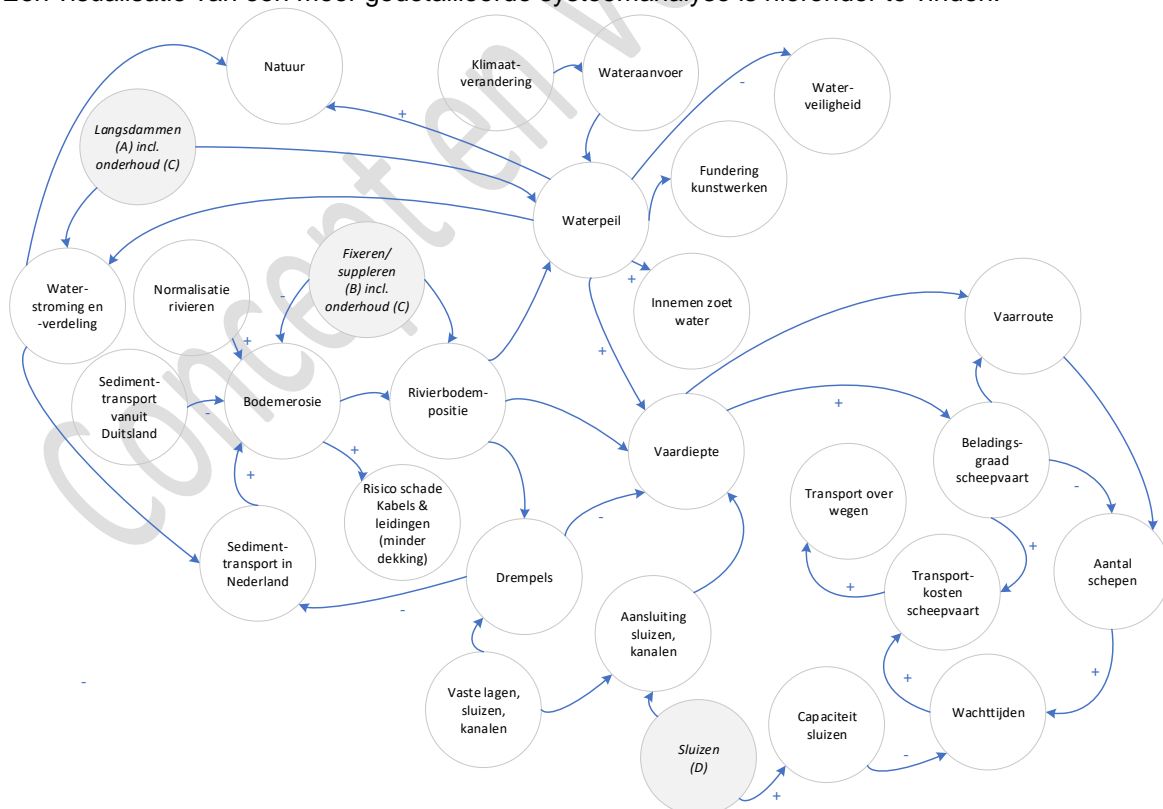 Een visualisatie van een meer gedetailleerde systeemanalyse is hieronder te vinden.
Natuur
Klimaat-
verandering
Wateraanvoer
Water-
veiligheid
-
+
Langsdammen
(A) incl.
onderhoud (C)
Fundering
kunstwerken
Waterpeil
Fixeren/
suppleren
(B) incl.
onderhoud (C)
Water-
stroming en
-verdeling
Normalisatie
rivieren
-
+
+
Innemen zoet
water
Vaarroute
+
Sediment-
transport
vanuit
Duitsland
-
Bodemerosie
Rivierbodem-
positie
+
+
Vaardiepte
Beladings-
graad
scheepvaart
-
+
+
Risico schade
Kabels &
leidingen
(minder
dekking)
Transport over
wegen
-
+
Sediment-
transport in
Nederland
Drempels
-
Aansluiting
sluizen,
kanalen
+
Transport-
kosten
scheepvaart
Aantal
schepen
-
Vaste lagen,
sluizen,
kanalen
+
+
Wachttijden
Capaciteit
sluizen
-
Sluizen
(D)
+
Concept en v